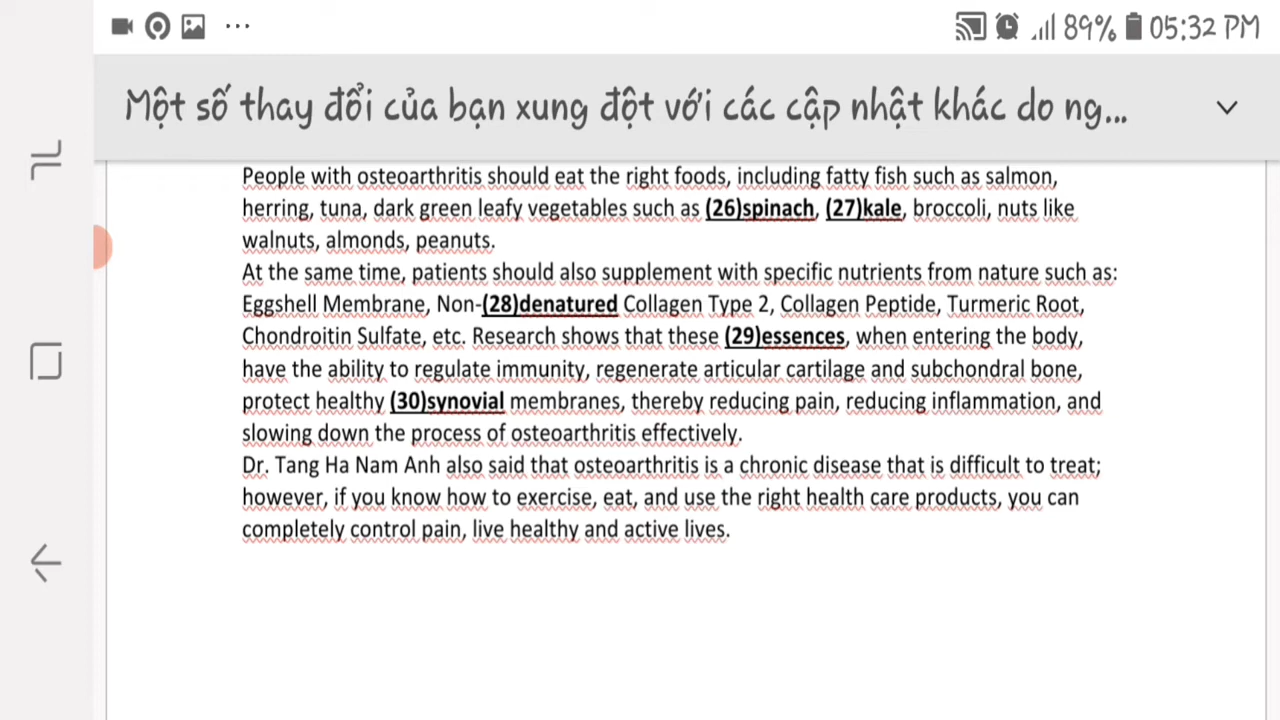 89% 05:32 PM
Một số thay đổi của bạn xung đột với các cập nhật khác do ng...
People with osteoarthritis should eat the right foods, including fatty fish such as salmon,
herring, tuna, dark green leafy vegetables such as (26)spinach, (27)kale, broccoli, nuts like
walnuts, almonds, peanuts.
At the same time, patients should also supplement with specific nutrients from nature such as:
Eggshell Membrane, Non-(28)denatured Collagen Type 2, Collagen Peptide, Turmeric Root,
Chondroitin Sulfate, etc. Research shows that these (29)essences, when entering the body,
have the ability to regulate immunity, regenerate articular cartilage and subchondral bone,
protect healthy (30)synovial membranes, thereby reducing pain, reducing inflammation, and
slowing down the process of osteoarthritis effectively.
Dr. Tang Ha Nam Anh also said that osteoarthritis is a chronic disease that is difficult to treat;
however, if you know how to exercise, eat, and use the right health care products, you can
completely control pain, live healthy and active lives.